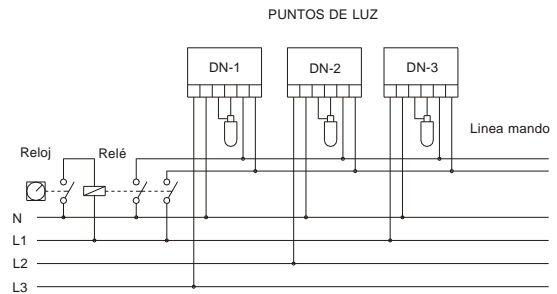 PUNTOS DE LUZ
DN-1
DN-2
DN-3
Linea mando
Reloj
Relé
N
L1
L2
L3